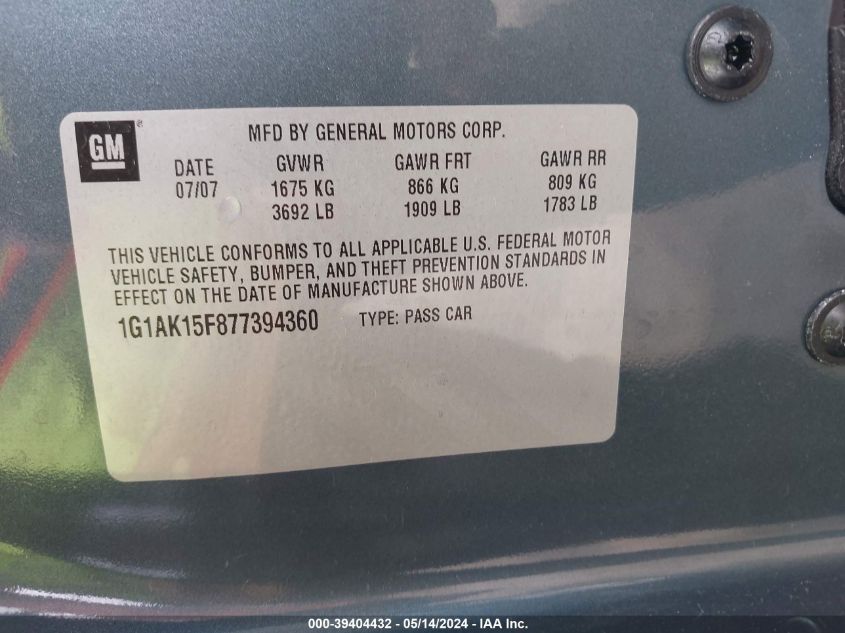 GM
MFD BY GENERAL MOTORS CORP.
DATE GVWR GAWR FRT GAWR RR
07/07 1675 KG 866 KG 809 KG
3692 LB 1909 LB 1783 LB
THIS VEHICLE CONFORMS TO ALL APPLICABLE U.S. FEDERAL MOTOR
VEHICLE SAFETY, BUMPER, AND THEFT PREVENTION STANDARDS IN
EFFECT ON THE DATE OF MANUFACTURE SHOWN ABOVE.
1G1AK15F877394360 TYPE: PASS CAR
000-39404432 - 05/14/2024 - IAA Inc.